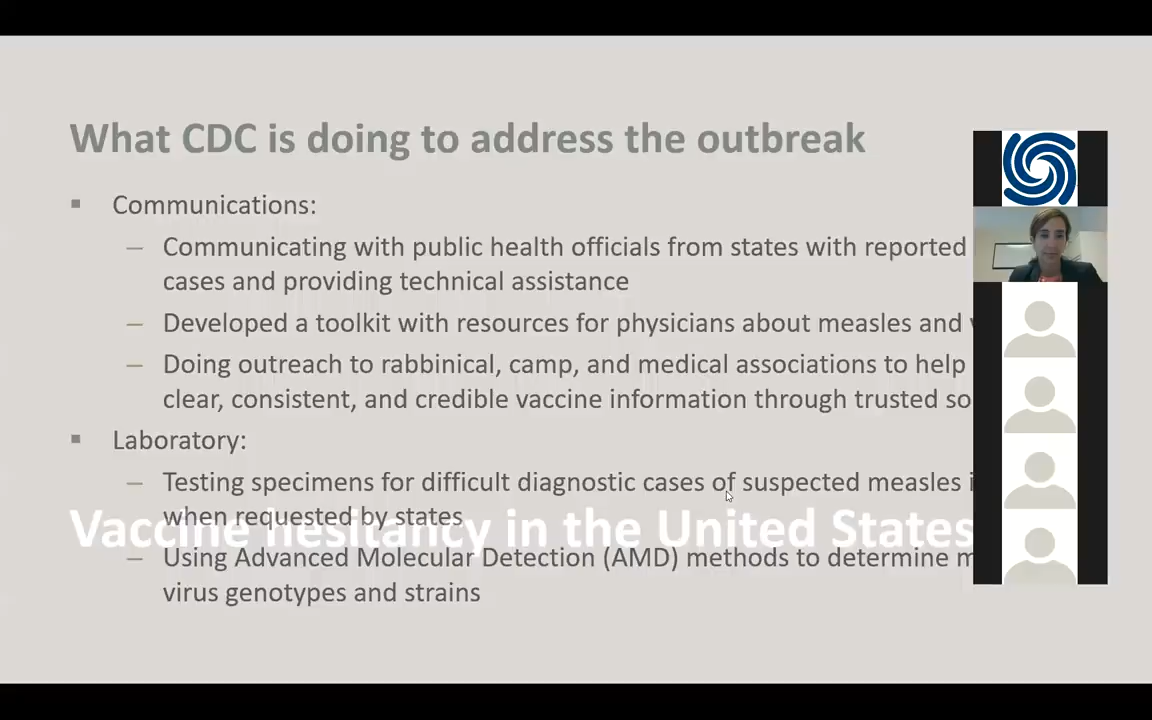 What CDC is doing to address the outbreak
Communications:
Communicating with public health officials from states with reported
cases and providing technical assistance
Developed a toolkit with resources for physicians about measles and
Doing outreach to rabbinical, camp, and medical associations to help
clear, consistent, and credible vaccine information through trusted
Laboratory:
Testing specimens for difficult diagnostic cases of suspected measles
when requested by states
Vaccine hesitancy in the United States
Using Advanced Molecular Detection (AMD) methods to determine
virus genotypes and strains